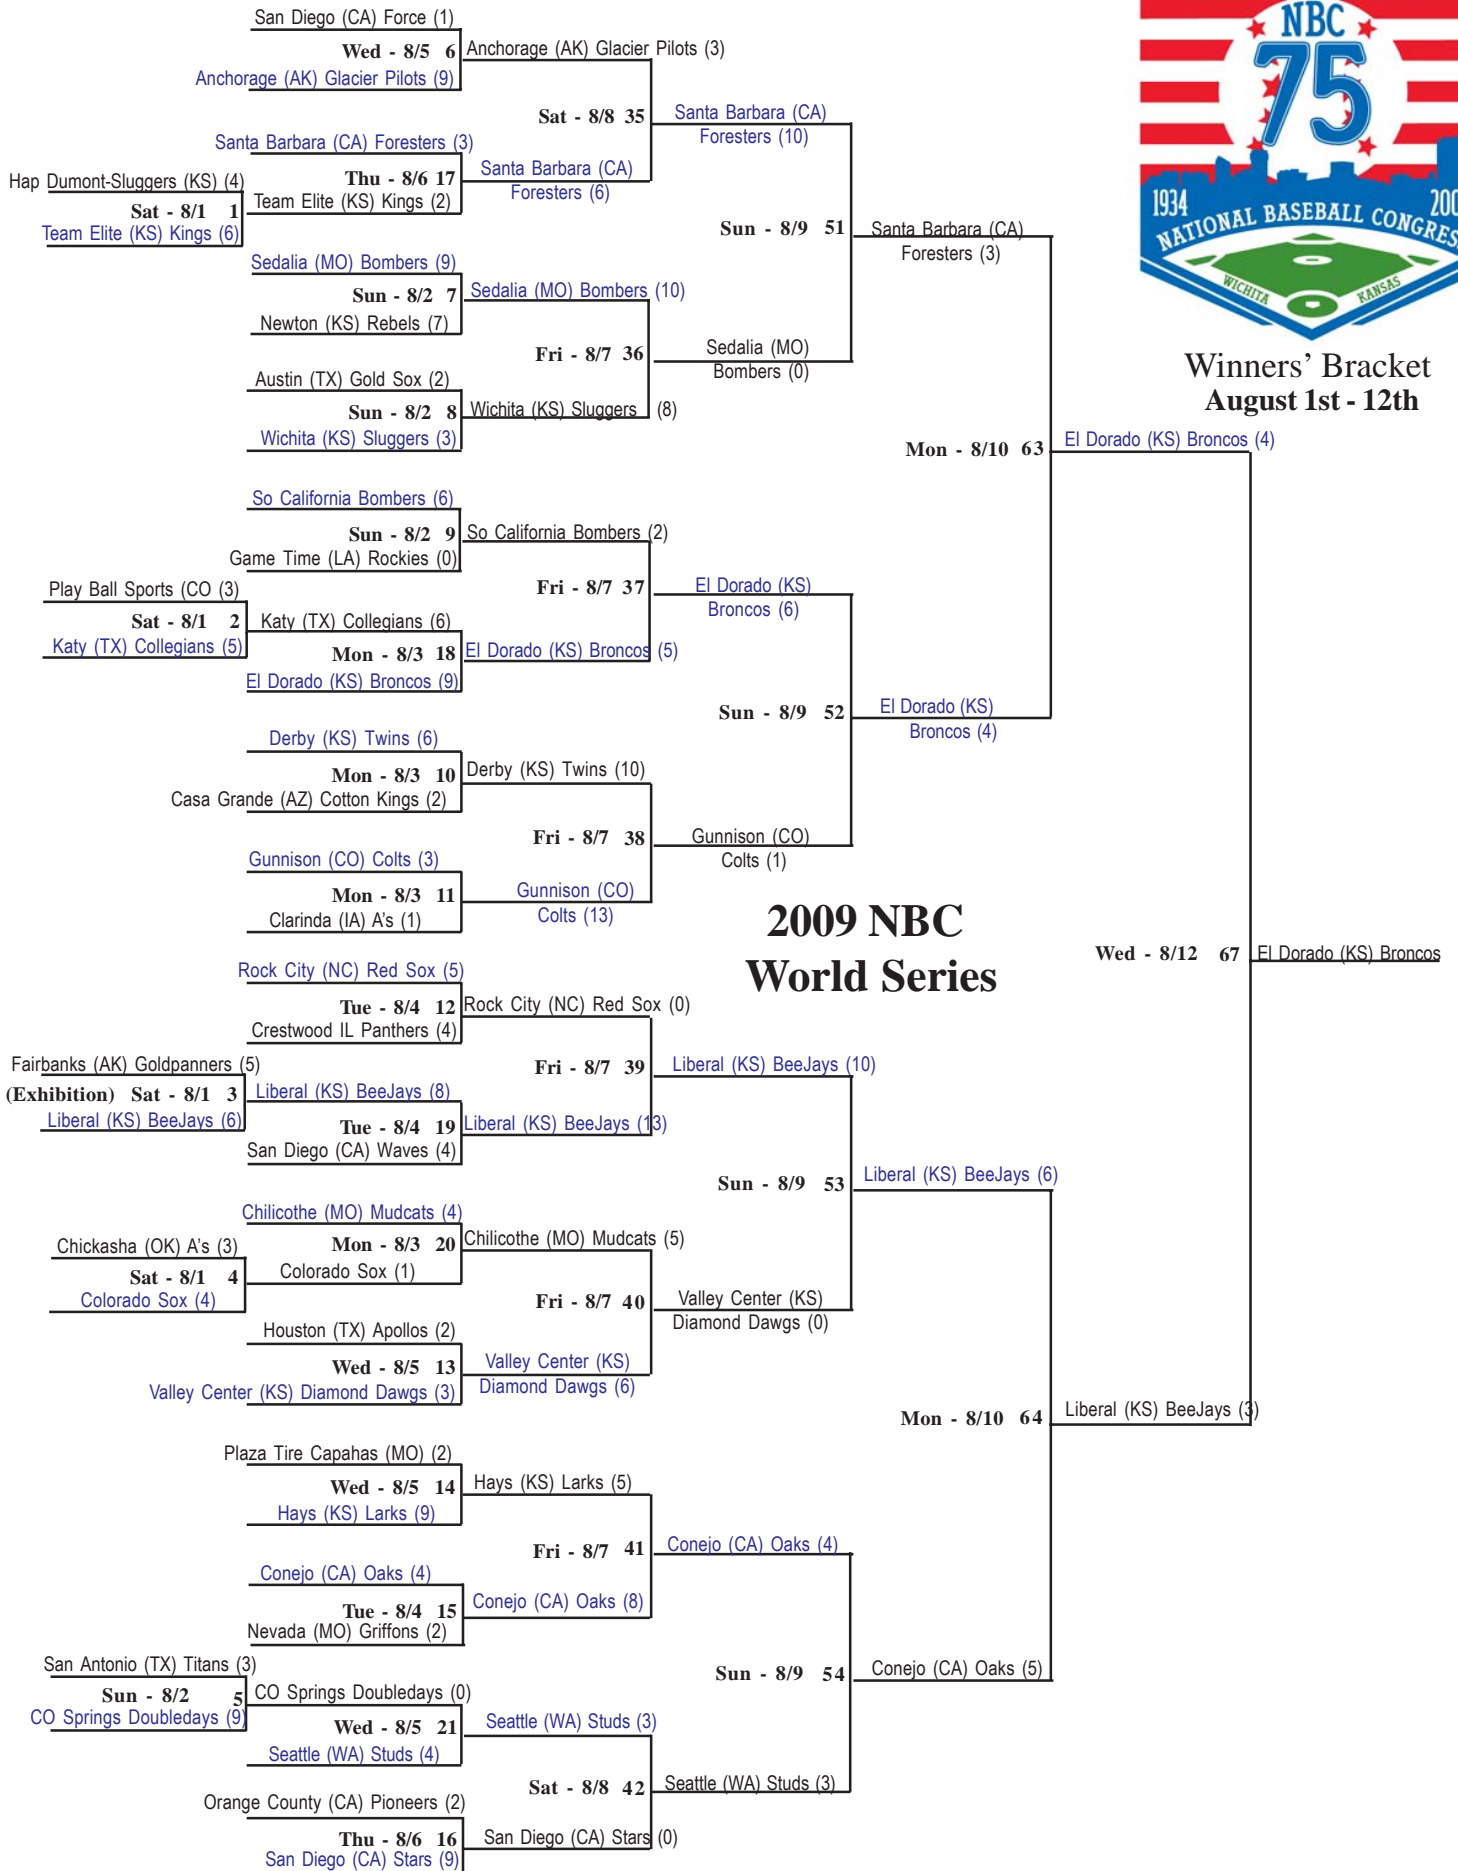 San Diego (CA) Force (1)
Wed - 8/5 6
Anchorage (AK) Glacier Pilots (3)
Anchorage (AK) Glacier Pilots (9)
Sat - 8/8 35
Santa Barbara (CA)
Foresters (10)
Santa Barbara (CA) Foresters (3)
Hap Dumont-Sluggers (KS) (4)
Thu - 8/6 17
Santa Barbara (CA)
Foresters (6)
Sat - 8/1 1
Team Elite (KS) Kings (2)
Team Elite (KS) Kings (6)
Sun - 8/9 51
Santa Barbara (CA)
Foresters (3)
Sedalia (MO) Bombers (9)
Sun - 8/2 7
Sedalia (MO) Bombers (10)
Newton (KS) Rebels (7)
Fri - 8/7 36
Sedalia (MO)
Bombers (0)
Austin (TX) Gold Sox (2)
Sun - 8/2 8
Wichita (KS) Sluggers (8)
Wichita (KS) Sluggers (3)
NBC
75
1934
NATIONAL BASEBALL CONGRES
WICHITA
KANSAS
Winners' Bracket
August 1st - 12th
Mon - 8/10 63
El Dorado (KS) Broncos (4)
So California Bombers (6)
Sun - 8/2 9
So California Bombers (2)
Game Time (LA) Rockies (0)
Play Ball Sports (CO (3)
Fri - 8/7 37
El Dorado (KS)
Broncos (6)
Sat - 8/1 2
Katy (TX) Collegians (6)
Katy (TX) Collegians (5)
Mon - 8/3 18
El Dorado (KS) Broncos (5)
El Dorado (KS) Broncos (9)
Sun - 8/9 52
El Dorado (KS)
Broncos (4)
Derby (KS) Twins (6)
Mon - 8/3 10
Derby (KS) Twins (10)
Casa Grande (AZ) Cotton Kings (2)
Fri - 8/7 38
Gunnison (CO)
Colts (1)
Gunnison (CO) Colts (3)
Mon - 8/3 11
Gunnison (CO)
Colts (13)
Clarinda (IA) A's (1)
2009 NBC
World Series
Wed - 8/12 67
El Dorado (KS) Broncos
Rock City (NC) Red Sox (5)
Tue - 8/4 12
Rock City (NC) Red Sox (0)
Crestwood IL Panthers (4)
Fairbanks (AK) Goldpanners (5)
Fri - 8/7 39
Liberal (KS) BeeJays (10)
(Exhibition) Sat - 8/1 3
Liberal (KS) BeeJays (8)
Liberal (KS) BeeJays (6)
Tue - 8/4 19
Liberal (KS) BeeJays (13)
San Diego (CA) Waves (4)
Sun - 8/9 53
Liberal (KS) BeeJays (6)
Chilicothe (MO) Mudcats (4)
Chickasha (OK) A's (3)
Mon - 8/3 20
Chilicothe (MO) Mudcats (5)
Sat - 8/1 4
Colorado Sox (1)
Colorado Sox (4)
Fri - 8/7 40
Valley Center (KS)
Diamond Dawgs (0)
Houston (TX) Apollos (2)
Wed - 8/5 13
Valley Center (KS)
Diamond Dawgs (6)
Valley Center (KS) Diamond Dawgs (3)
Mon - 8/10 64
Liberal (KS) BeeJays (3)
Plaza Tire Capahas (MO) (2)
Wed - 8/5 14
Hays (KS) Larks (5)
Hays (KS) Larks (9)
Fri - 8/7 41
Conejo (CA) Oaks (4)
Conejo (CA) Oaks (4)
Tue - 8/4 15
Conejo (CA) Oaks (8)
Nevada (MO) Griffons (2)
San Antonio (TX) Titans (3)
Sun - 8/9 54
Conejo (CA) Oaks (5)
Sun - 8/2 5
CO Springs Doubledays (0)
CO Springs Doubledays (9)
Wed - 8/5 21
Seattle (WA) Studs (3)
Seattle (WA) Studs (4)
Sat - 8/8 42
Seattle (WA) Studs (3)
Orange County (CA) Pioneers (2)
Thu - 8/6 16
San Diego (CA) Stars (0)
San Diego (CA) Stars (9)